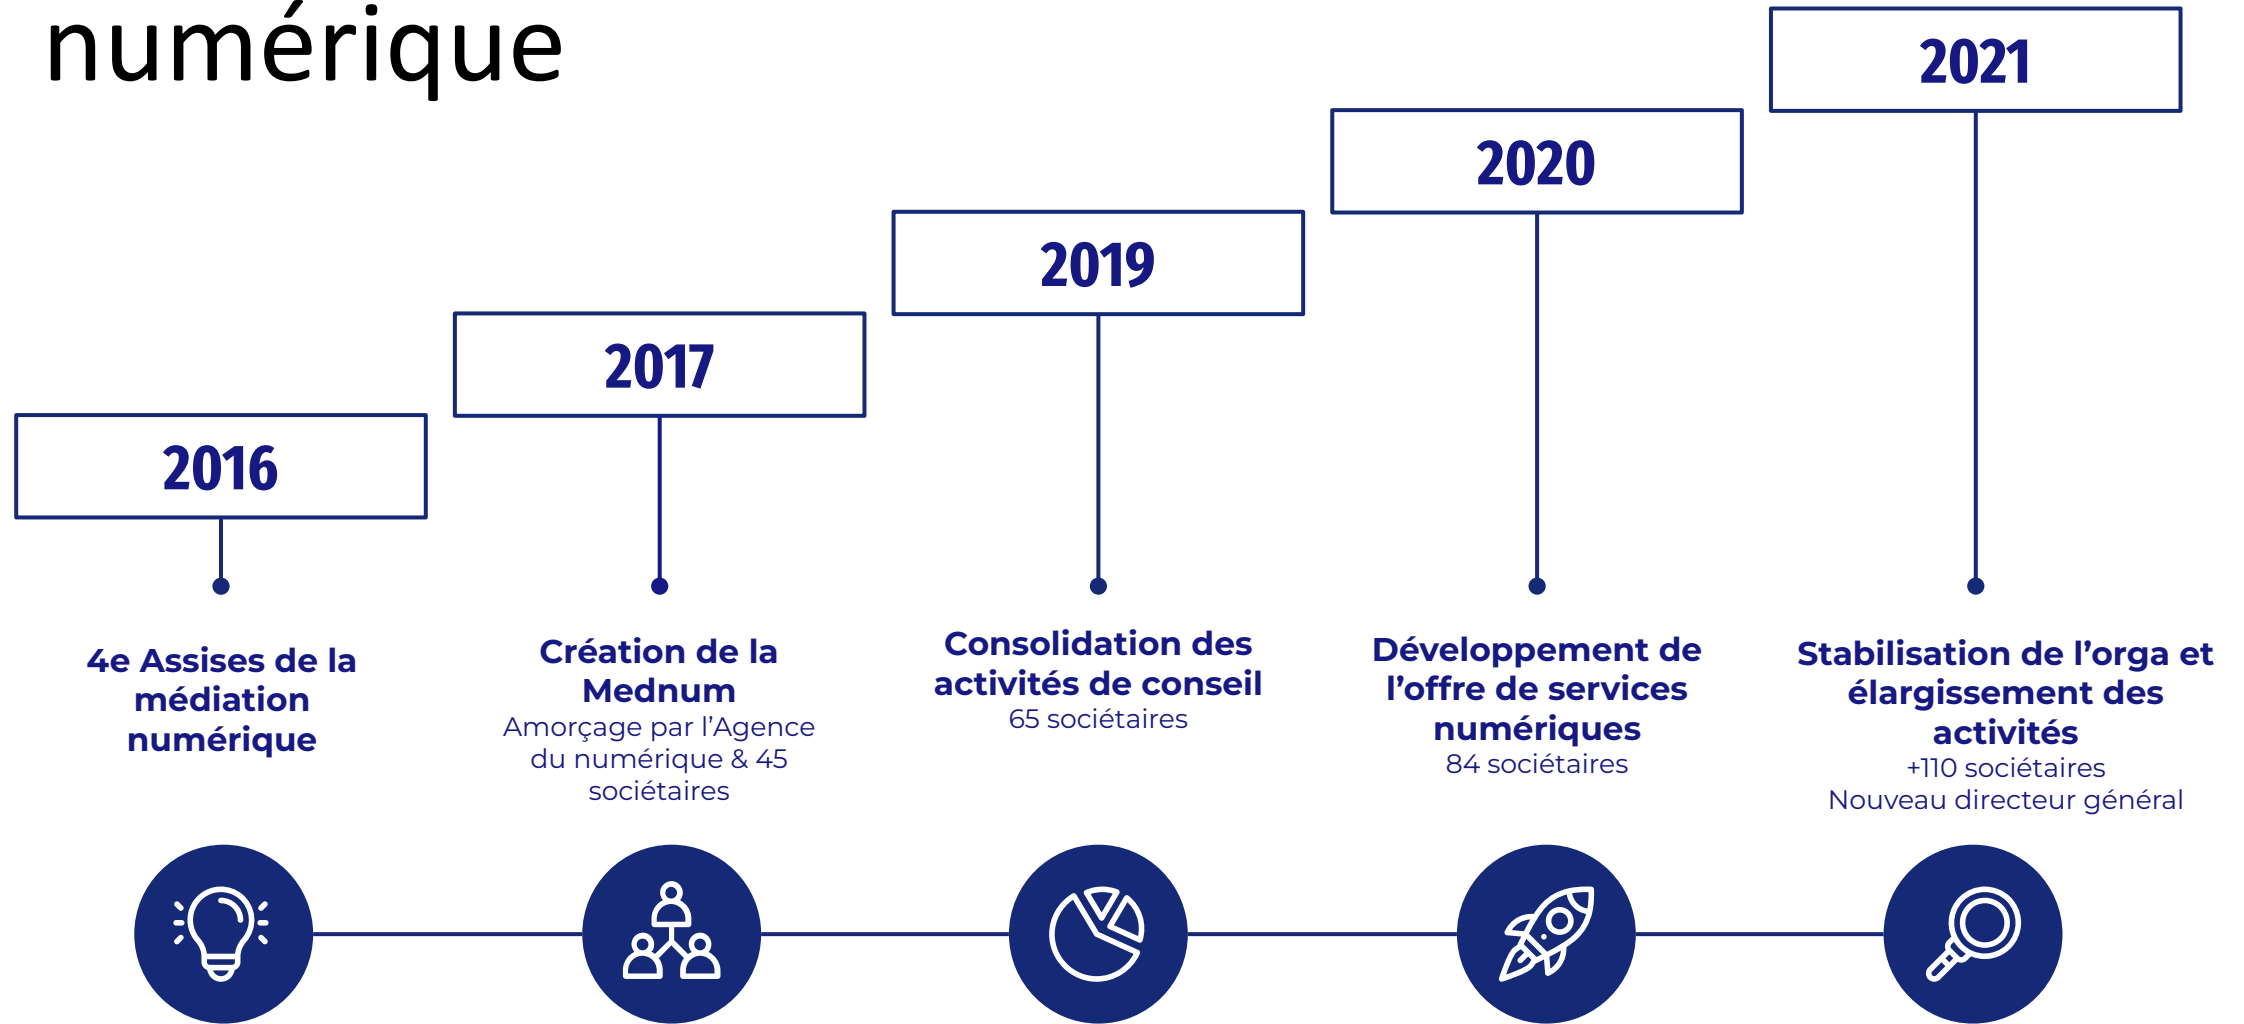 numérique
2016
4e Assises de la
médiation
numérique
2017
Création de la
Mednum
Amorçage par l’Agence
du numérique & 45
sociétaires
2019
Consolidation des
activités de conseil
65 sociétaires
2020
Développement de
l’offre de services
numériques
84 sociétaires
2021
Stabilisation de l’orga et
élargissement des
activités
+110 sociétaires
Nouveau directeur général